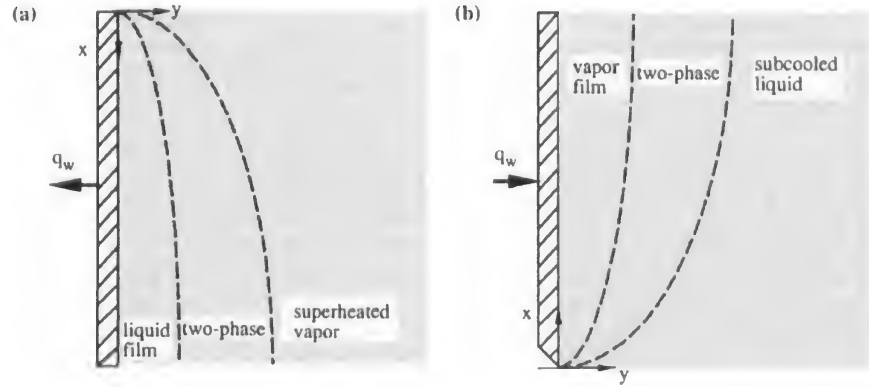 (a)
y
x
q_w
liquid film
two-phase
superheated vapor
(b)
vapor film
two-phase
subcooled liquid
q_w
x
y